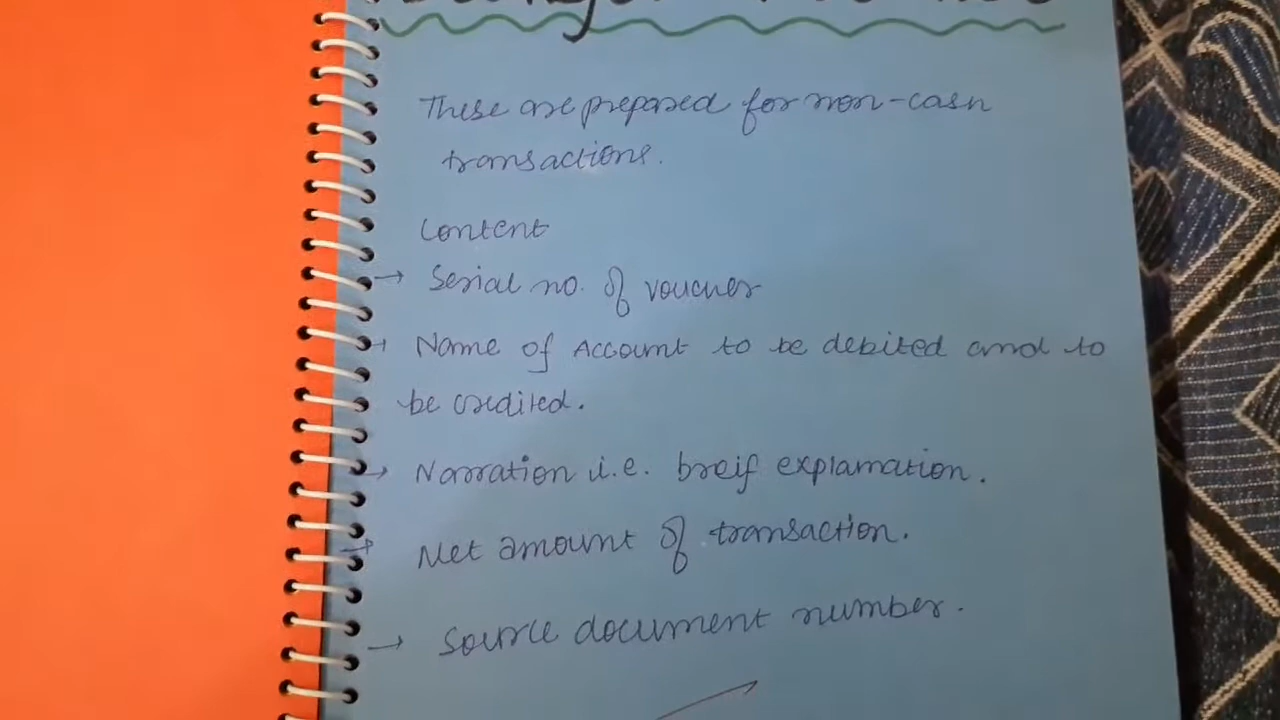 These are prepared for non-cash
transactions.
Content
→ Serial no. of voucher
→ Name of Account to be debited and to
be credited.
→ Narration i.e. breif explanation.
→ Net amount of transaction.
→ Source document number.